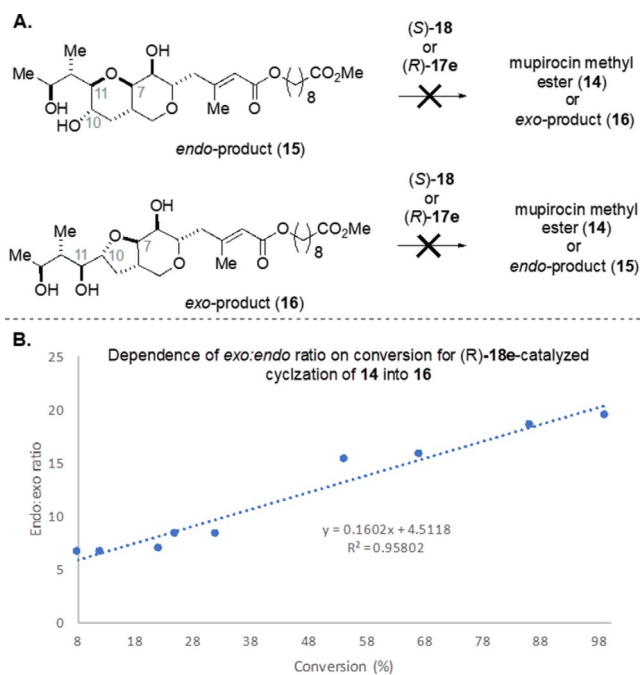 A.
OH
O
O
CO2Me
Me
O
8
11
7
Me
O
Me
OH
HO
10
O
endo-product (15)
(S)-18
or
(R)-17e
mupirocin methyl
ester (14)
or
exo-product (16)
OH
O
O
CO2Me
Me
7
8
11
10
Me
O
Me
O
OH
OH
exo-product (16)
(S)-18
or
(R)-17e
mupirocin methyl
ester (14)
or
endo-product (15)
B.
Dependence of exo:endo ratio on conversion for (R)-18e-catalyzed
cyclzation of 14 into 16
25
20
15
10
5
0
Endo:exo ratio
y = 0.1602x + 4.5118
R² = 0.95802
8 18 28 38 48 58 68 78 88 98
Conversion (%)